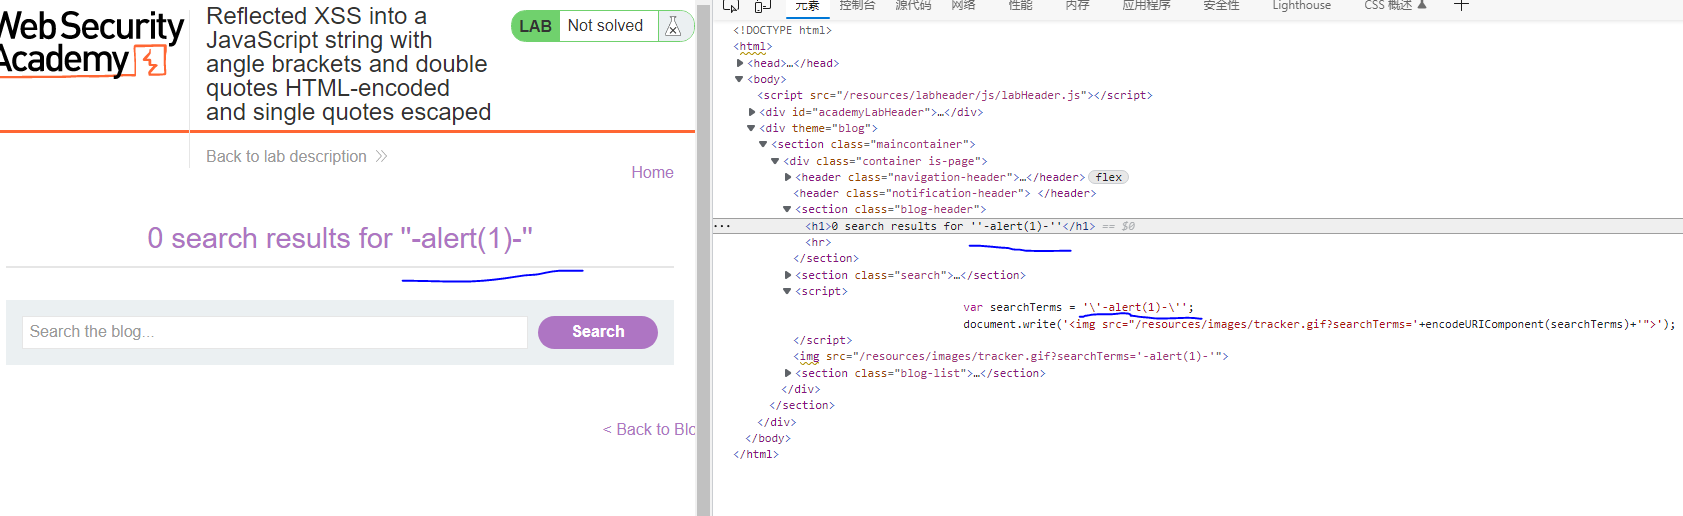 Web Security
Academy
Reflected XSS into a
JavaScript string with
angle brackets and double
quotes HTML-encoded
and single quotes escaped
LAB Not solved
Back to lab description
Home
0 search results for ''-alert(1)-''
Search the blog...
Search
< Back to Blo
元素 控制台 源代码 网络 性能 内存 应用程序 安全性 Lighthouse CSS 概述
<!DOCTYPE html>
<html>
<head>…</head>
<body>
<script src="/resources/labheader/js/labHeader.js"></script>
<div id="academyLabHeader">…</div>
<div theme="blog">
<section class="maincontainer">
<div class="container is-page">
<header class="navigation-header">…</header> flex
<header class="notification-header"> </header>
<section class="blog-header">
<h1>0 search results for ''-alert(1)-''</h1> == $0
<hr>
</section>
<section class="search">…</section>
<script>
var searchTerms = '\'-alert(1)-\'';
document.write('<img src="/resources/images/tracker.gif?searchTerms='+encodeURIComponent(searchTerms)+'">');
</script>
<img src="/resources/images/tracker.gif?searchTerms='-alert(1)-'">
<section class="blog-list">…</section>
</div>
</section>
</div>
</body>
</html>